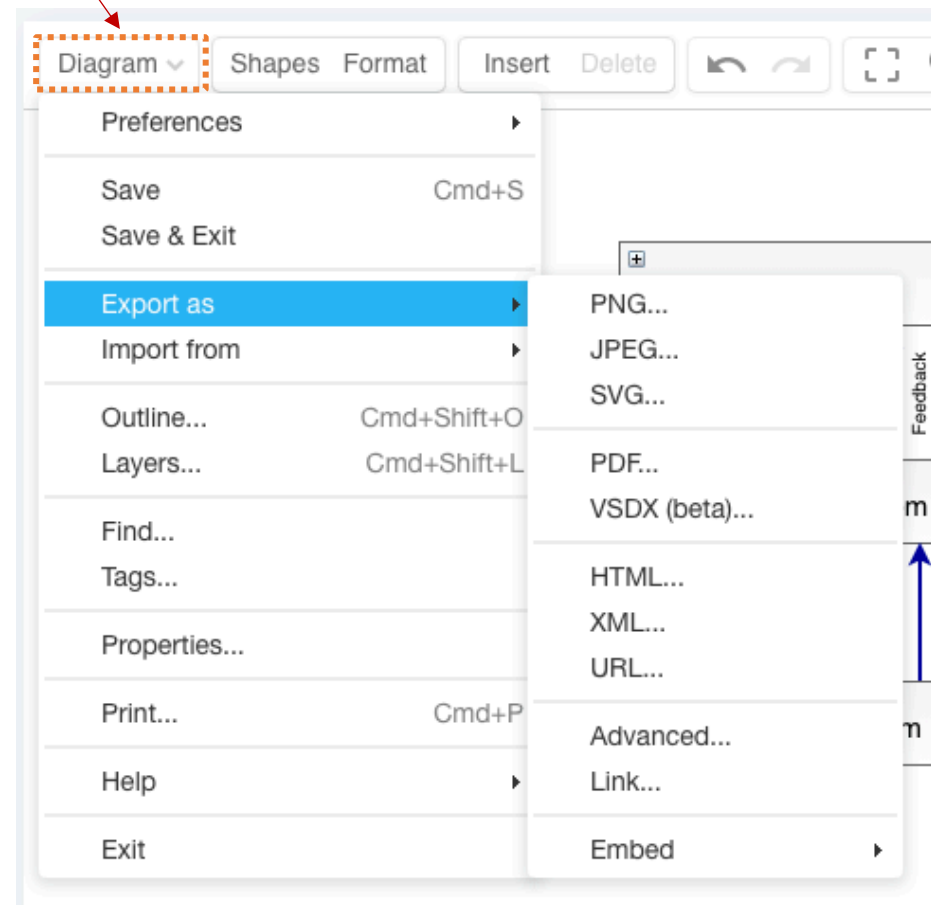 Diagram Shapes Format Insert Delete
Preferences
Save Cmd+S
Save & Exit
Export as
Import from
Outline... Cmd+Shift+O
Layers... Cmd+Shift+L
Find...
Tags...
Properties...
Print... Cmd+P
Help
Exit
PNG...
JPEG...
SVG...
PDF...
VSDX (beta)...
HTML...
XML...
URL...
Advanced...
Link...
Embed
Feedback
m
m